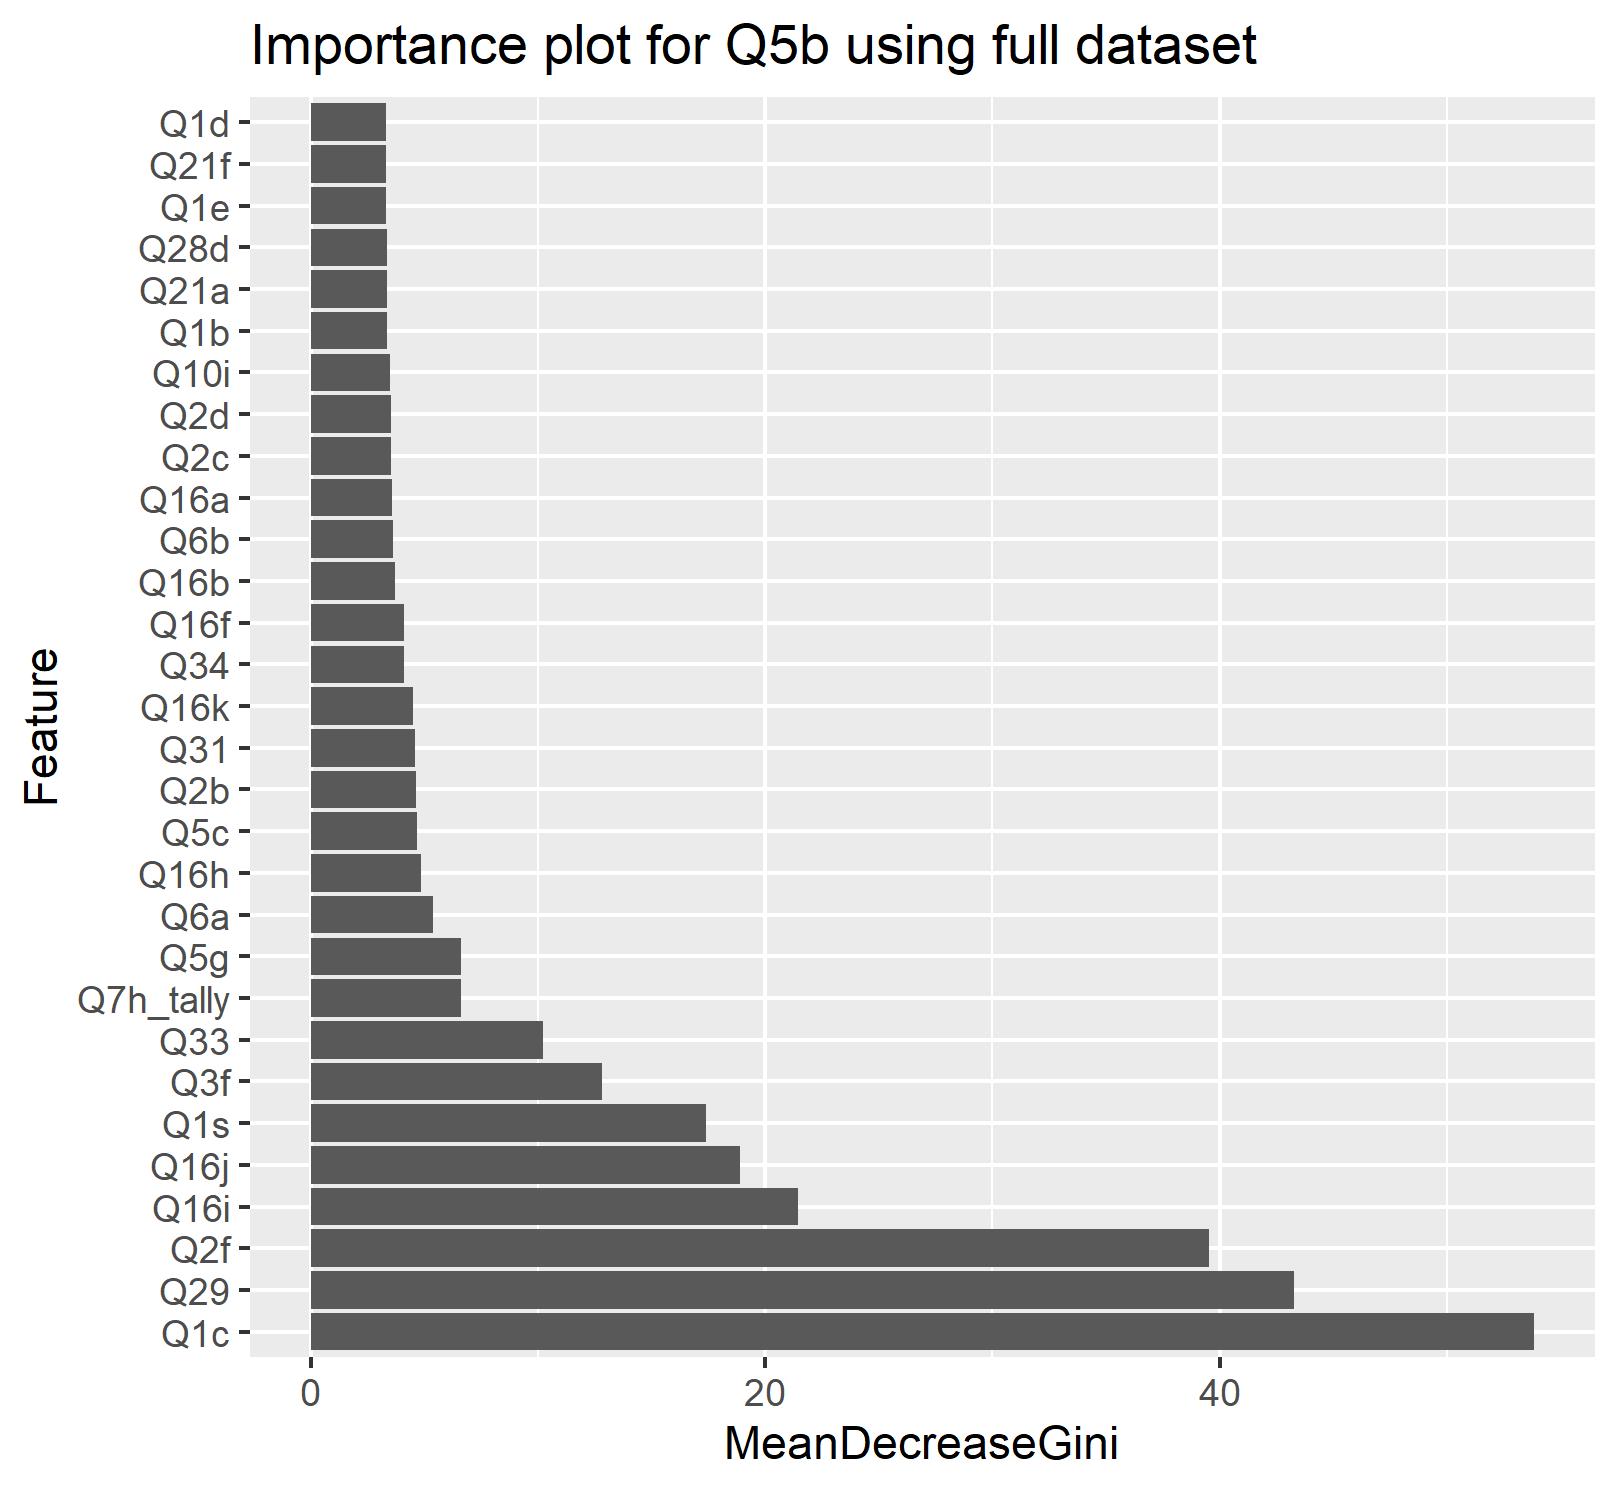 Importance plot for Q5b using full dataset
Feature
Q1d
Q21f
Q1e
Q28d
Q21a
Q1b
Q10i
Q2d
Q2c
Q16a
Q6b
Q16b
Q16f
Q34
Q16k
Q31
Q2b
Q5c
Q16h
Q6a
Q5g
Q7h_tally
Q33
Q3f
Q1s
Q16j
Q16i
Q2f
Q29
Q1c
0 20 40
MeanDecreaseGini